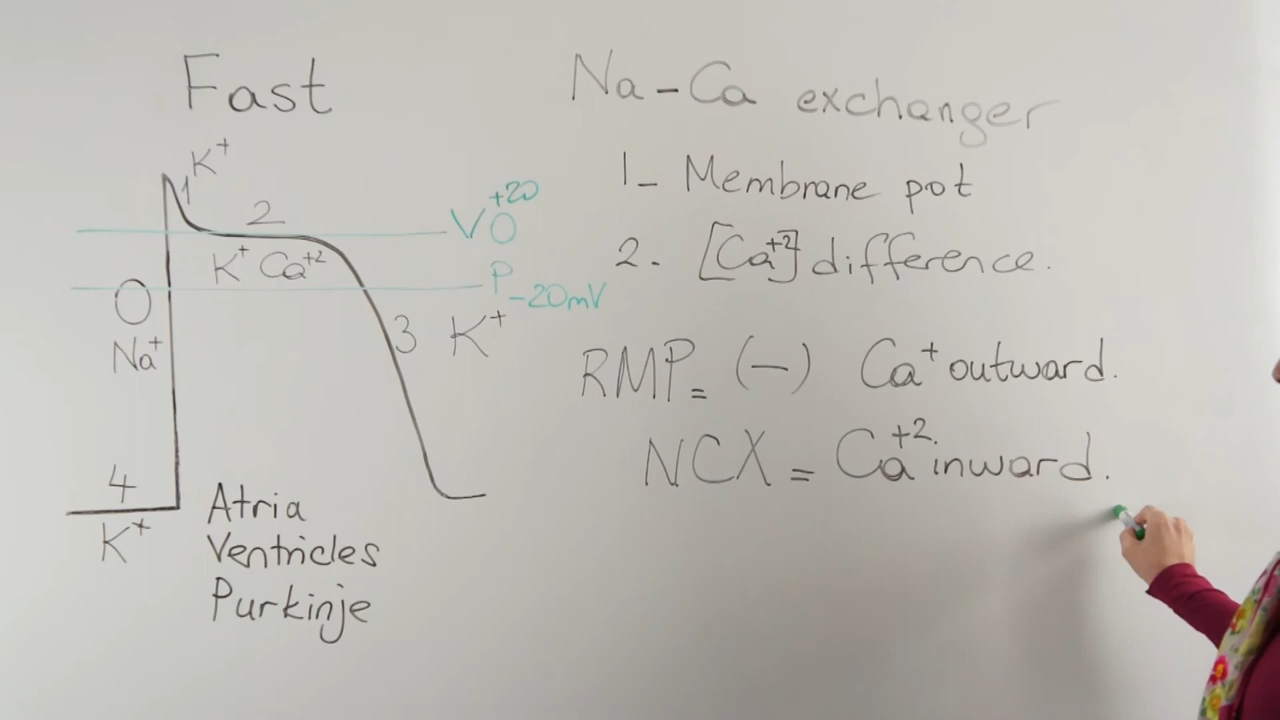 Fast
K⁺
1
2
K⁺ Ca⁺²
0
Na⁺
3 K⁺
4
K⁺
V0 +20
P -20mV
Atria
Ventricles
Purkinje
Na-Ca exchanger
1- Membrane pot
2. [Ca⁺²] difference.
RMP= (-) Ca⁺ outward.
NCX = Ca⁺² inward.